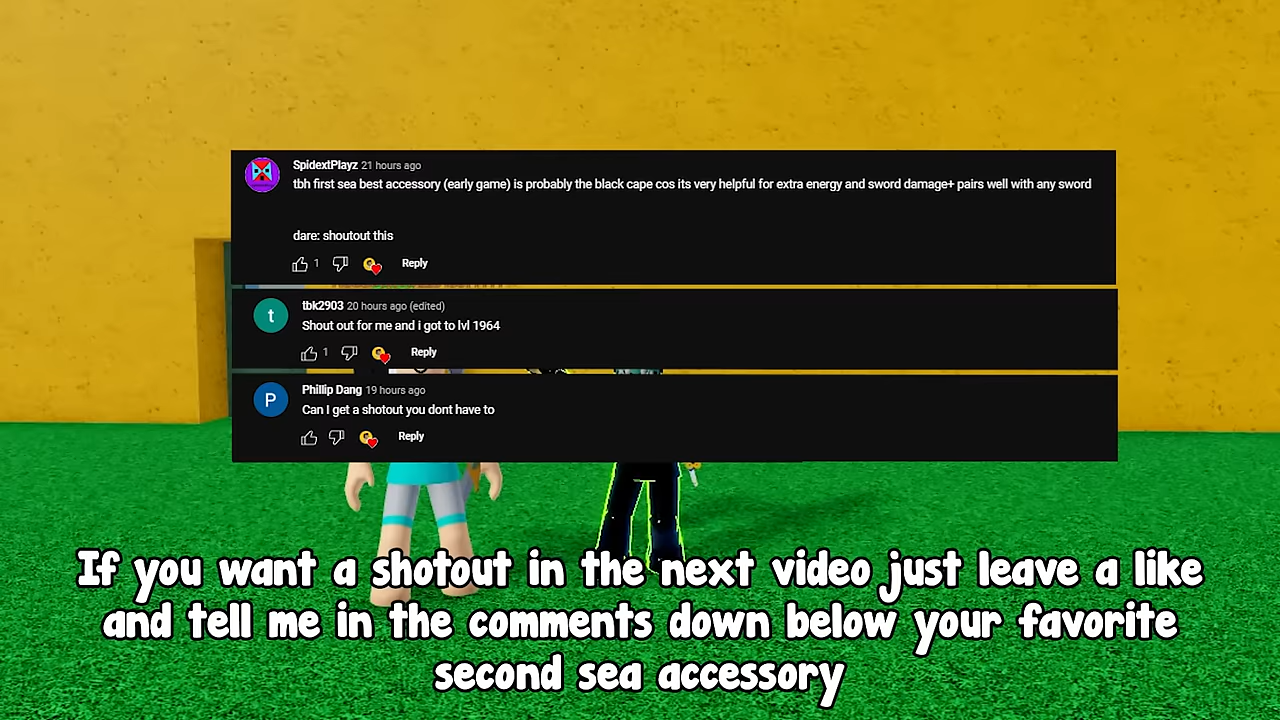 SpidextPlayz 21 hours ago
tbh first sea best accessory (early game) is probably the black cape cos its very helpful for extra energy and sword damage+ pairs well with any sword
dare: shoutout this
1 Reply
tbk2903 20 hours ago (edited)
t
Shout out for me and i got to lvl 1964
1 Reply
Phillip Dang 19 hours ago
P
Can I get a shotout you dont have to
Reply
If you want a shotout in the next video just leave a like
and tell me in the comments down below your favorite
second sea accessory